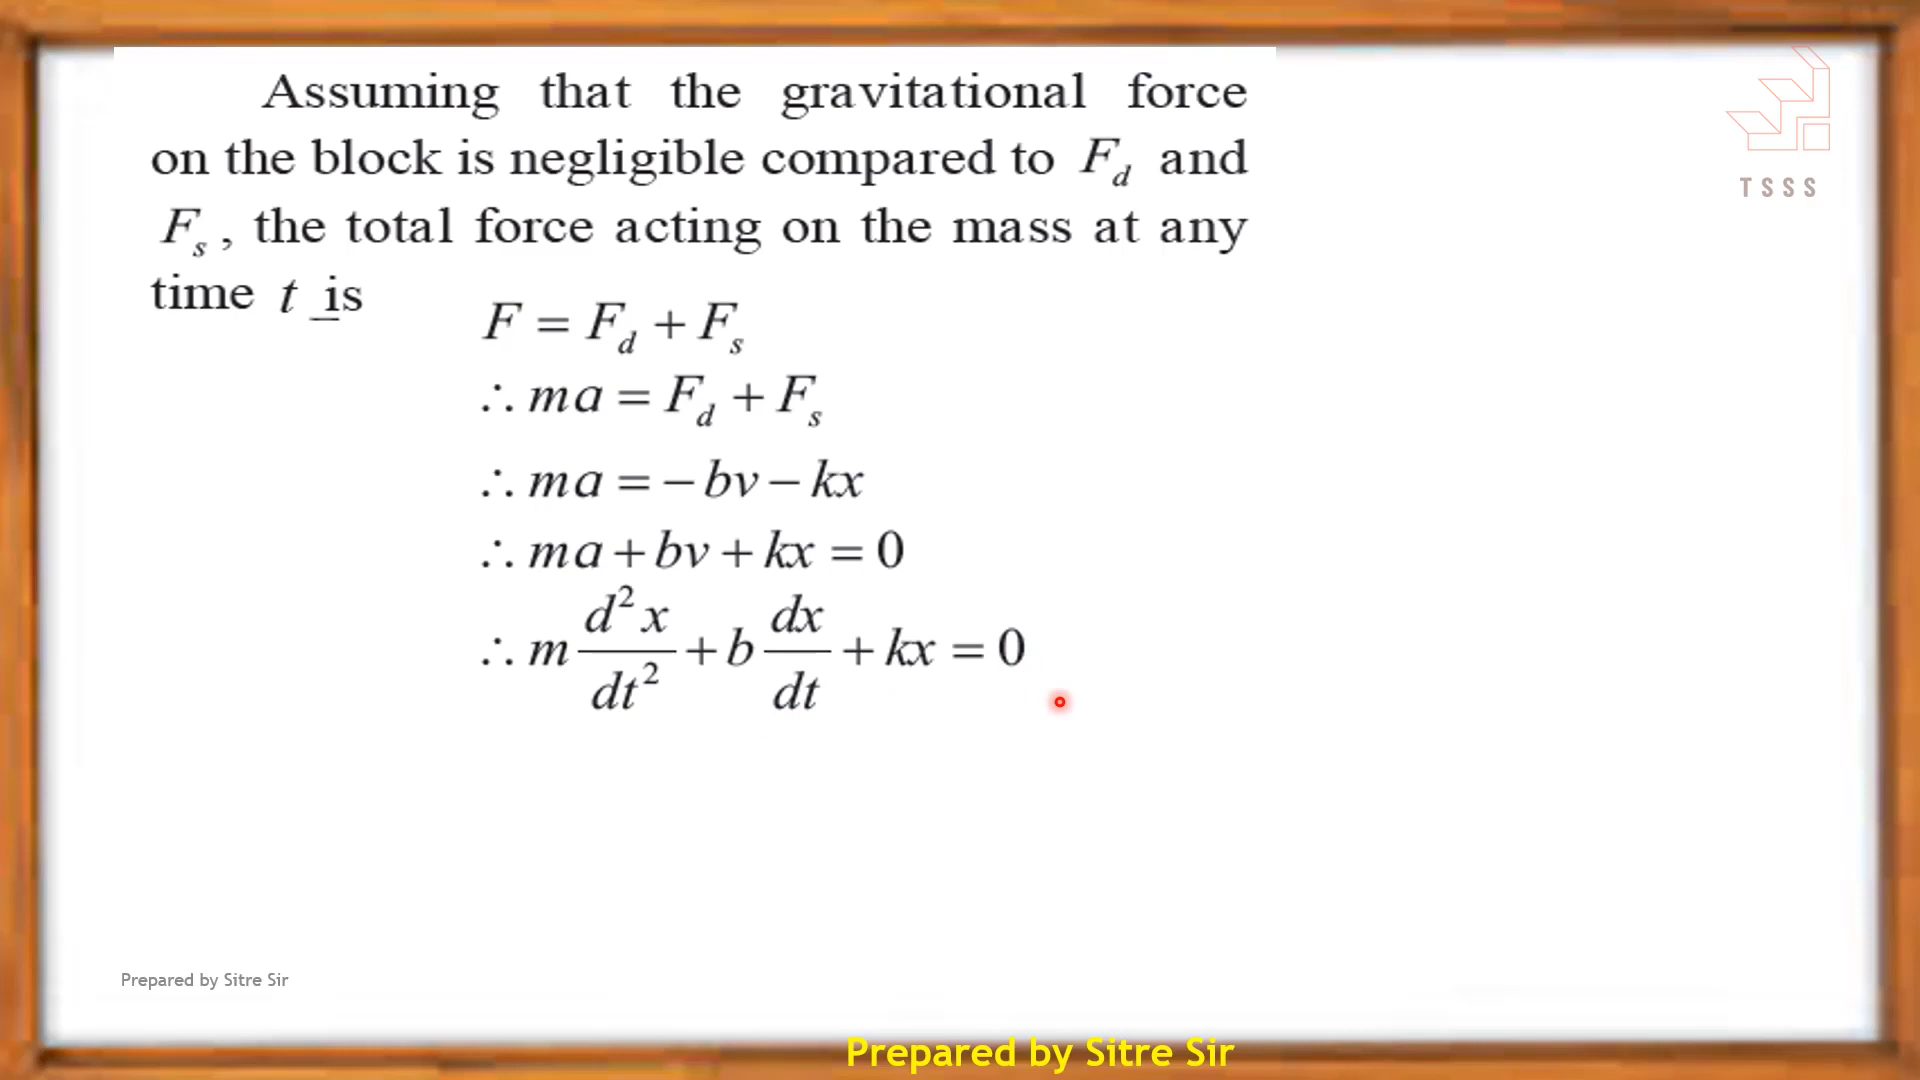 Assuming that the gravitational force
on the block is negligible compared to F_d and
F_s, the total force acting on the mass at any
time t is
F = F_d + F_s
∴ ma = F_d + F_s
∴ ma = −bv − kx
∴ ma + bv + kx = 0
∴ m d²x/dt² + b dx/dt + kx = 0
TSSS
Prepared by Sitre Sir
Prepared by Sitre Sir